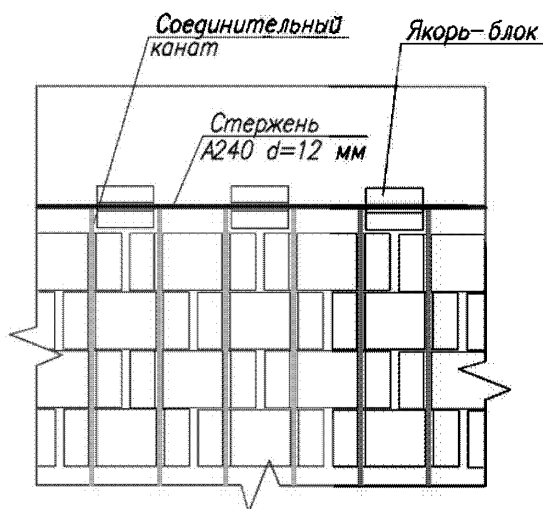 Соединительный
канат
Якорь-блок
Стержень
А240 d=12 мм